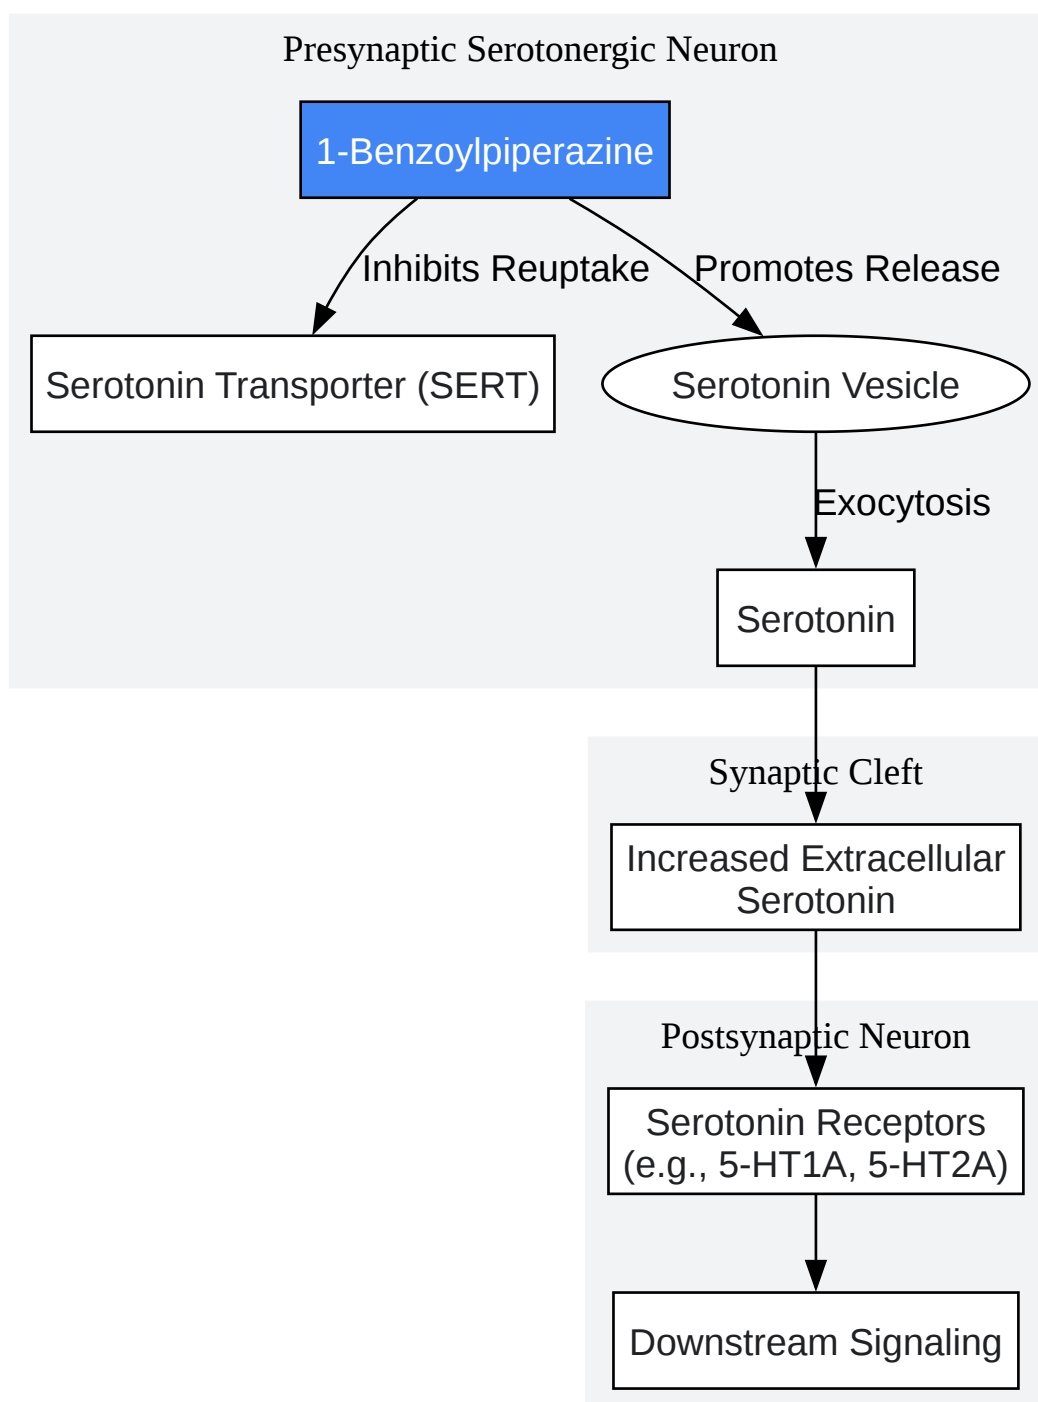 Presynaptic Serotonergic Neuron
1-Benzoylpiperazine
Inhibits Reuptake
Promotes Release
Serotonin Transporter (SERT)
Serotonin Vesicle
Exocytosis
Serotonin
Synaptic Cleft
Increased Extracellular
Serotonin
Postsynaptic Neuron
Serotonin Receptors
(e.g., 5-HT1A, 5-HT2A)
Downstream Signaling